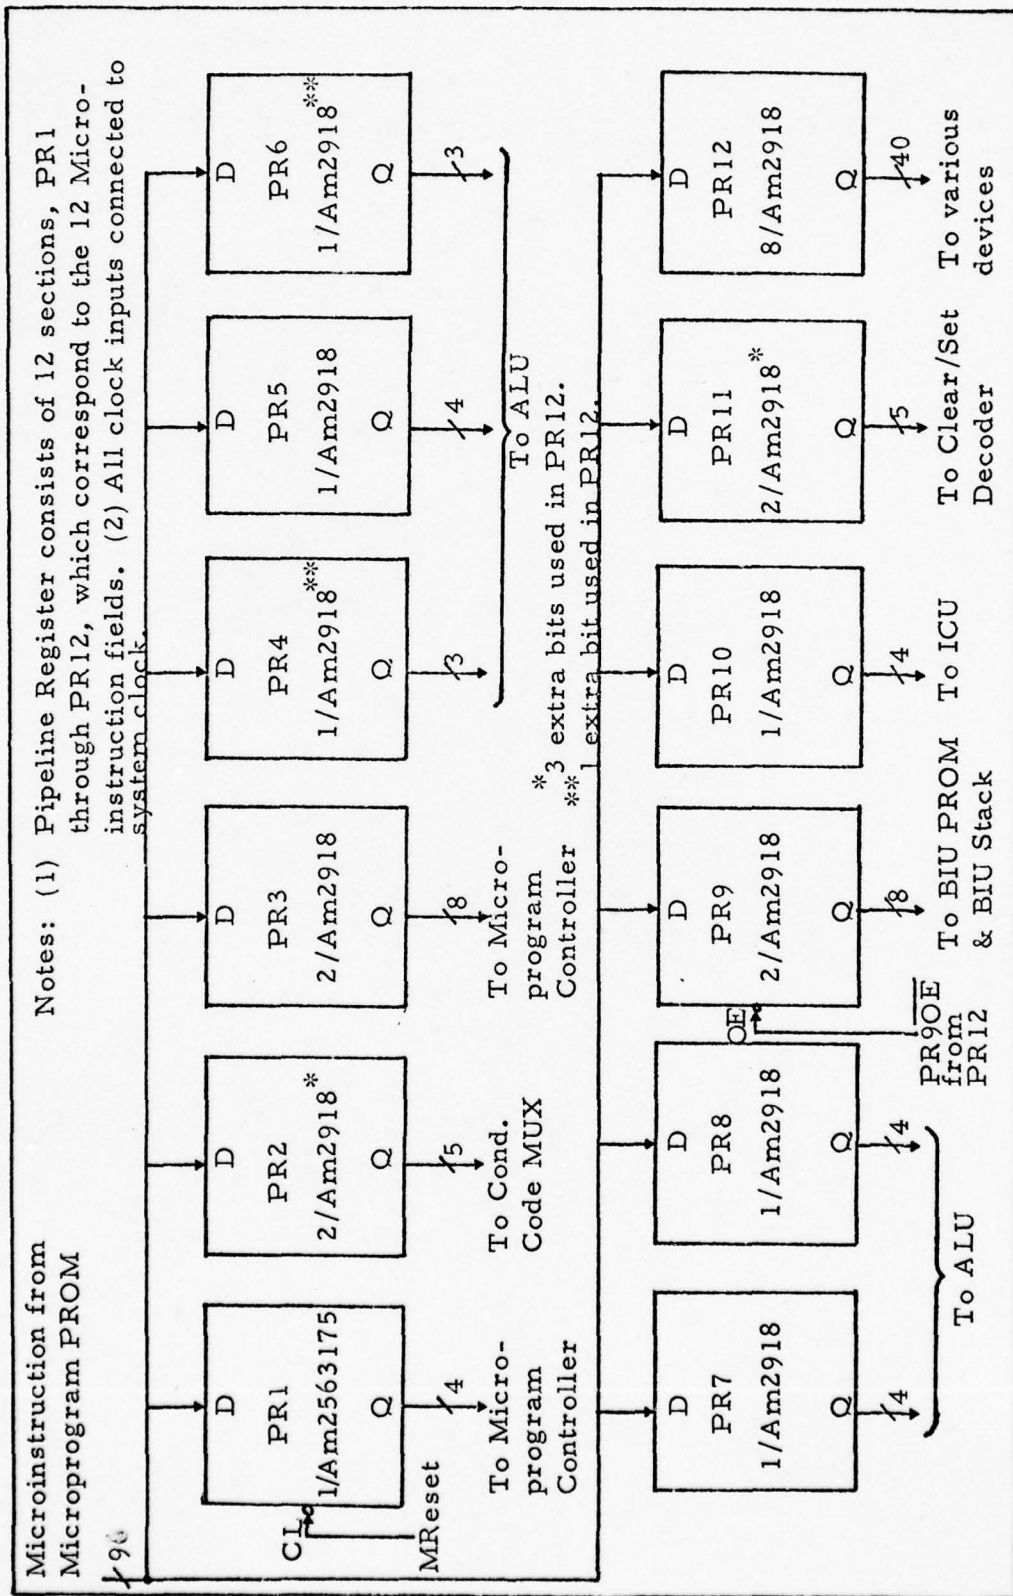 Microinstruction from
Microprogram PROM
Notes: (1) Pipeline Register consists of 12 sections, PR1
through PR12, which correspond to the 12 Micro-
instruction fields. (2) All clock inputs connected to
system clock.
96
D
PR1
1/Am2563175
Q
CL
MReset
4
To Micro-
program
Controller
D
PR2
2/Am2918*
Q
5
To Cond.
Code MUX
D
PR3
2/Am2918
Q
8
To Micro-
program
Controller
D
PR4
1/Am2918**
Q
3
D
PR5
1/Am2918
Q
4
D
PR6
1/Am2918**
Q
3
To ALU
* 3 extra bits used in PR12.
** 1 extra bit used in PR12.
D
PR7
1/Am2918
Q
4
D
PR8
1/Am2918
Q
4
To ALU
D
PR9
2/Am2918
Q
OE
PR9OE
from
PR12
8
To BIU PROM
& BIU Stack
D
PR10
1/Am2918
Q
4
To ICU
D
PR11
2/Am2918*
Q
5
To Clear/Set
Decoder
D
PR12
8/Am2918
Q
40
To various
devices